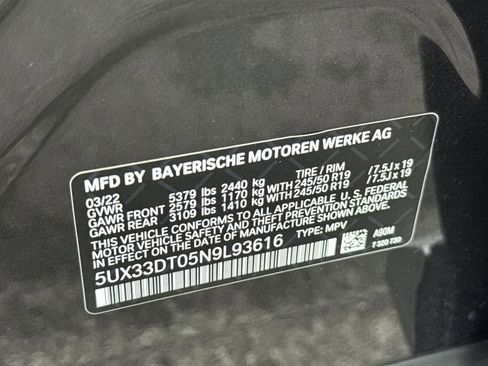 MFD BY BAYERISCHE MOTOREN WERKE AG
03/22 TIRE / RIM
GVWR 5379 lbs 2440 kg
GAWR FRONT 2579 lbs 1170 kg WITH 245/50 R19 / 7.5J x 19
GAWR REAR 3109 lbs 1410 kg WITH 245/50 R19 / 7.5J x 19
THIS VEHICLE CONFORMS TO ALL APPLICABLE U.S. FEDERAL
MOTOR VEHICLE SAFETY AND THEFT PREVENTION STANDARDS
IN EFFECT ON THE DATE OF MANUFACTURE SHOWN ABOVE.
5UX33DT05N9L93616 TYPE: MPV A90M
7 320 730